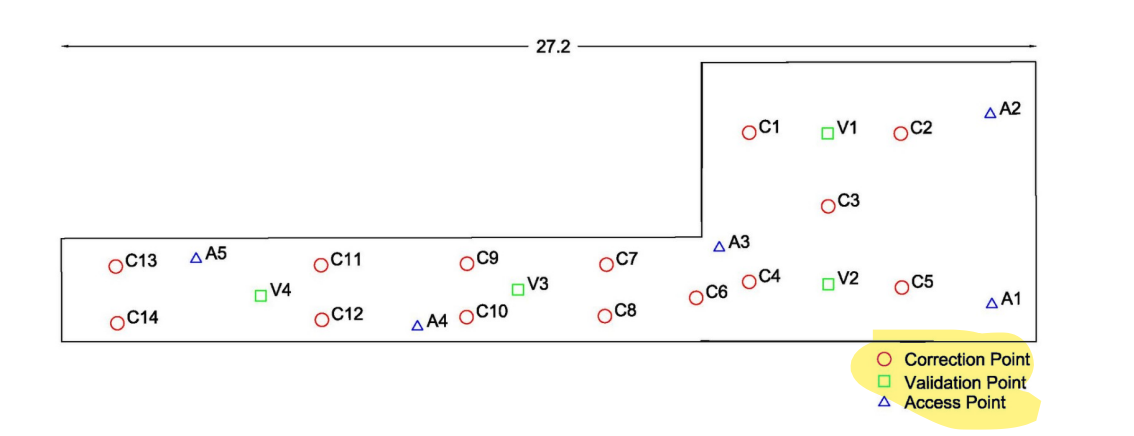 27.2
A2
C1 V1 C2
C3
A3
C13 A5 C11 C9 C7
V4 V3 C6 C4 V2 C5 A1
C14 C12 A4 C10 C8
Correction Point
Validation Point
Access Point